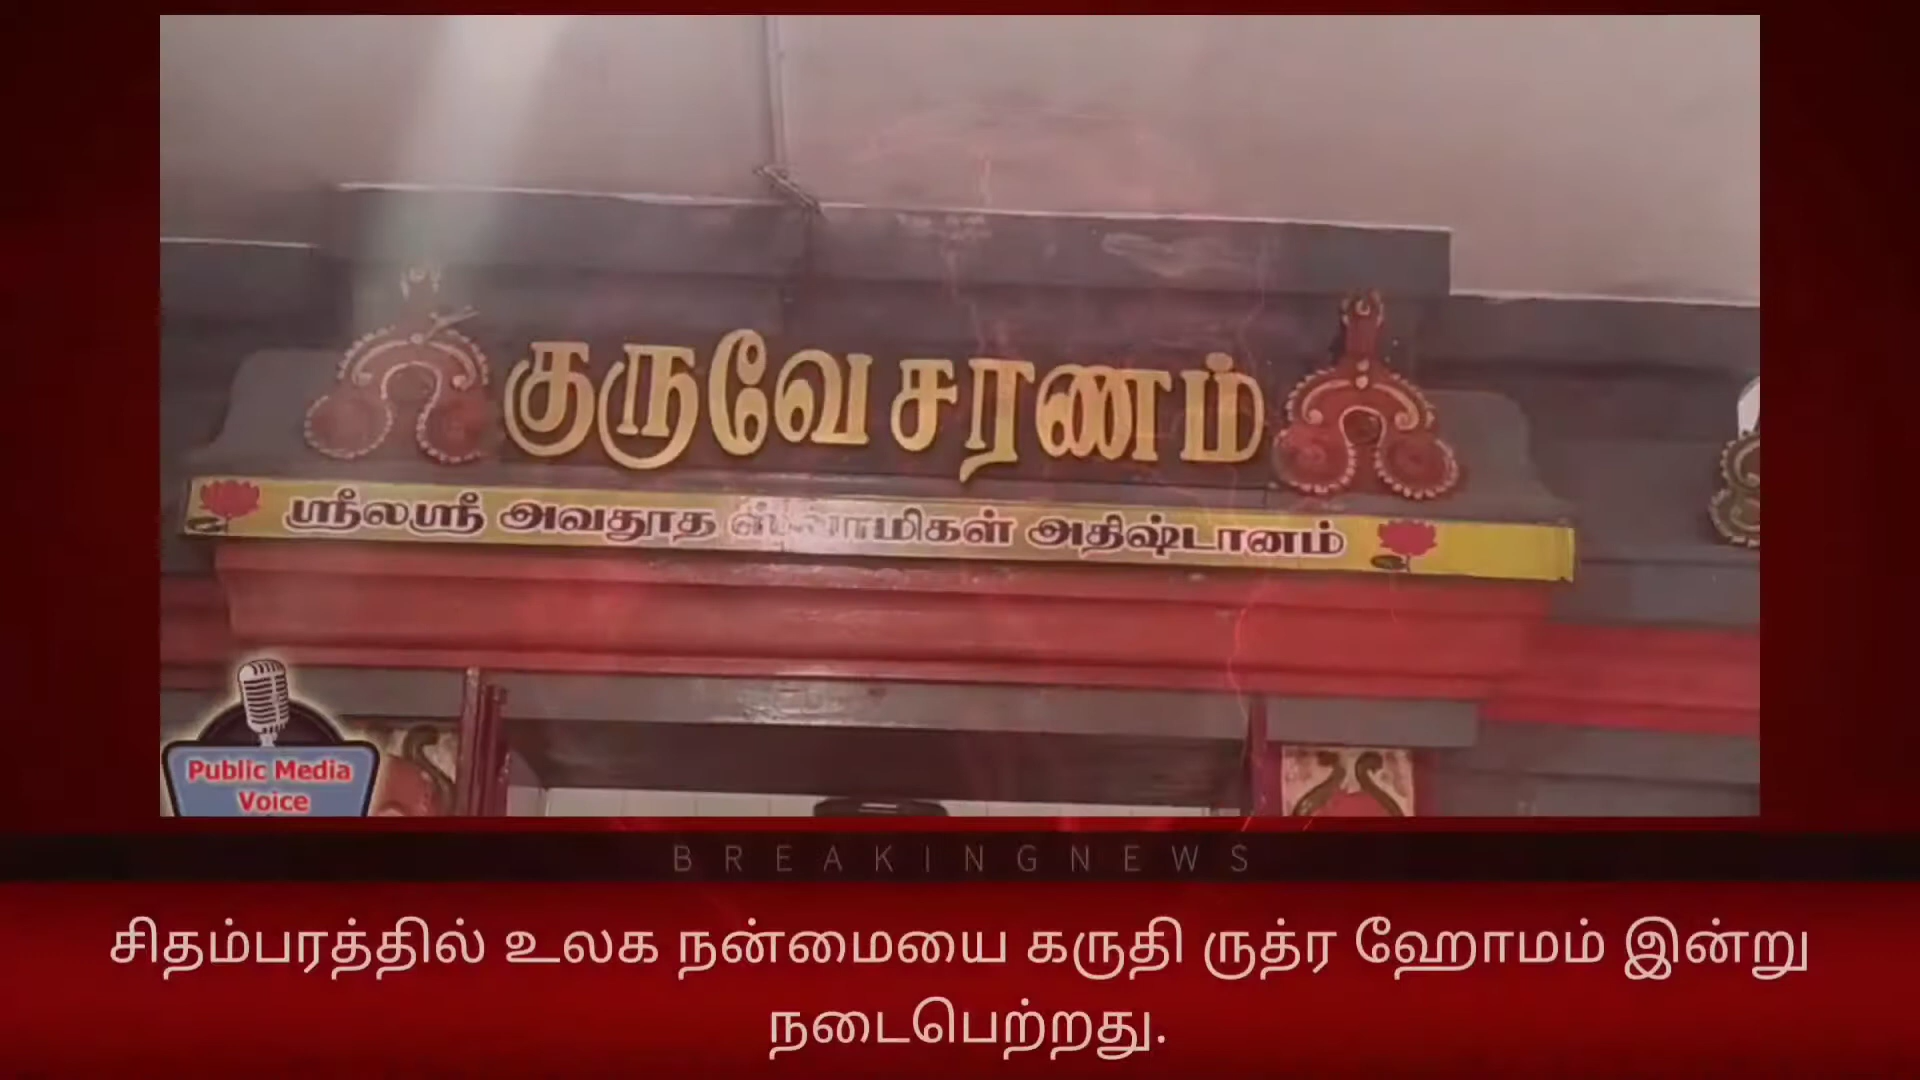 குருவே சரணம்
ஸ்ரீலஸ்ரீ அவதூத ஸ்வாமிகள் அதிஷ்டானம்
Public Media
Voice
BREAKINGNEWS
சிதம்பரத்தில் உலக நன்மையை கருதி ருத்ர ஹோமம் இன்று
நடைபெற்றது.